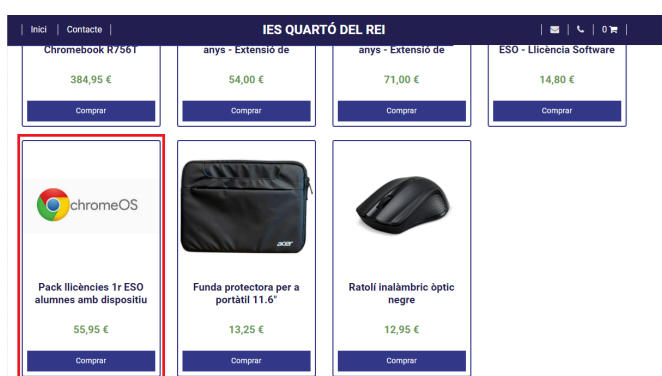 Inici
Contacte
IES QUARTÓ DEL REI
0
Chromebook R756T
anys - Extensió de
anys - Extensió de
ESO - Llicència Software
384,95 €
54,00 €
71,00 €
14,80 €
Comprar
Comprar
Comprar
Comprar
chromeOS
acer
Pack llicències 1r ESO
alumnes amb dispositiu
Funda protectora per a
portàtil 11.6"
Ratolí inalàmbric òptic
negre
55,95 €
13,25 €
12,95 €
Comprar
Comprar
Comprar